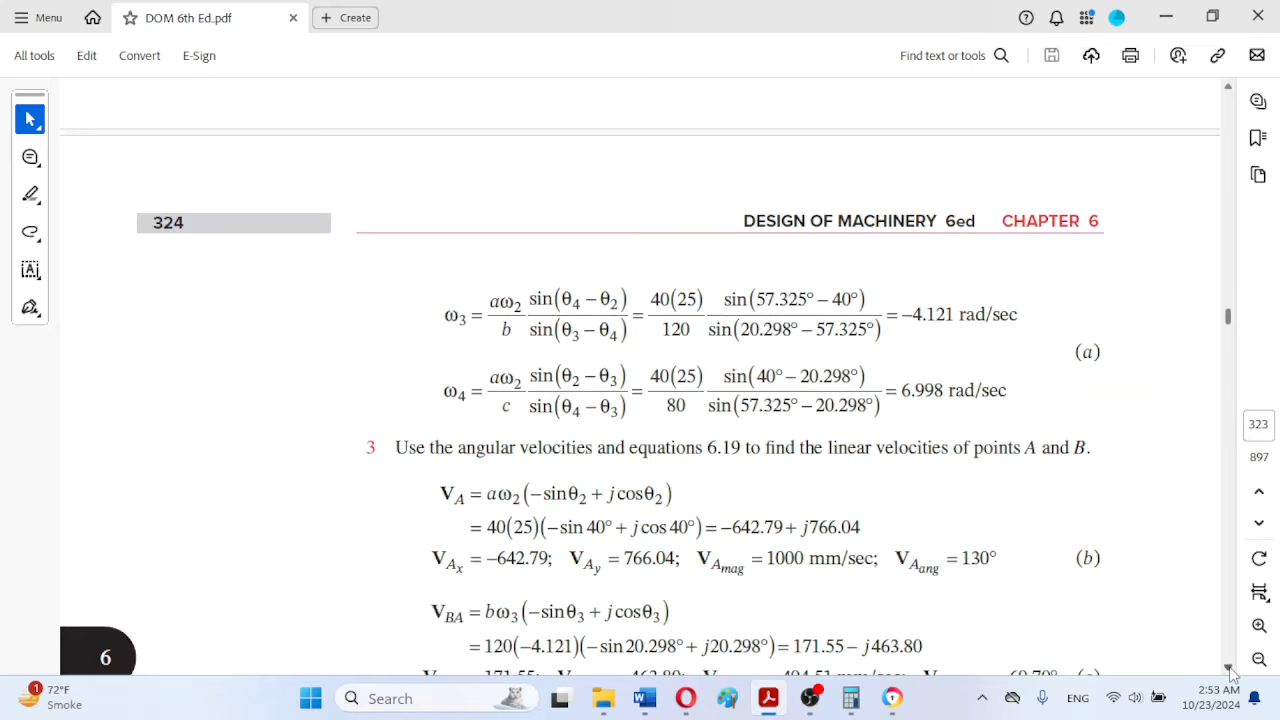 Menu DOM 6th Ed.pdf Create
All tools Edit Convert E-Sign Find text or tools
324 DESIGN OF MACHINERY 6ed CHAPTER 6
ω3 = aω2/b sin(θ4 − θ2)/sin(θ3 − θ4) = 40(25)/120 sin(57.325° − 40°)/sin(20.298° − 57.325°) = −4.121 rad/sec
(a)
ω4 = aω2/c sin(θ2 − θ3)/sin(θ4 − θ3) = 40(25)/80 sin(40° − 20.298°)/sin(57.325° − 20.298°) = 6.998 rad/sec
3 Use the angular velocities and equations 6.19 to find the linear velocities of points A and B.
VA = aω2(−sinθ2 + jcosθ2)
= 40(25)(−sin 40° + jcos 40°) = −642.79 + j766.04
VAx = −642.79; VAy = 766.04; VAmag = 1000 mm/sec; VAang = 130° (b)
VBA = bω3(−sinθ3 + jcosθ3)
= 120(−4.121)(−sin 20.298° + j20.298°) = 171.55 − j463.80
6
323
897
1
72°F
Smoke
Search
ENG
2:53 AM
10/23/2024